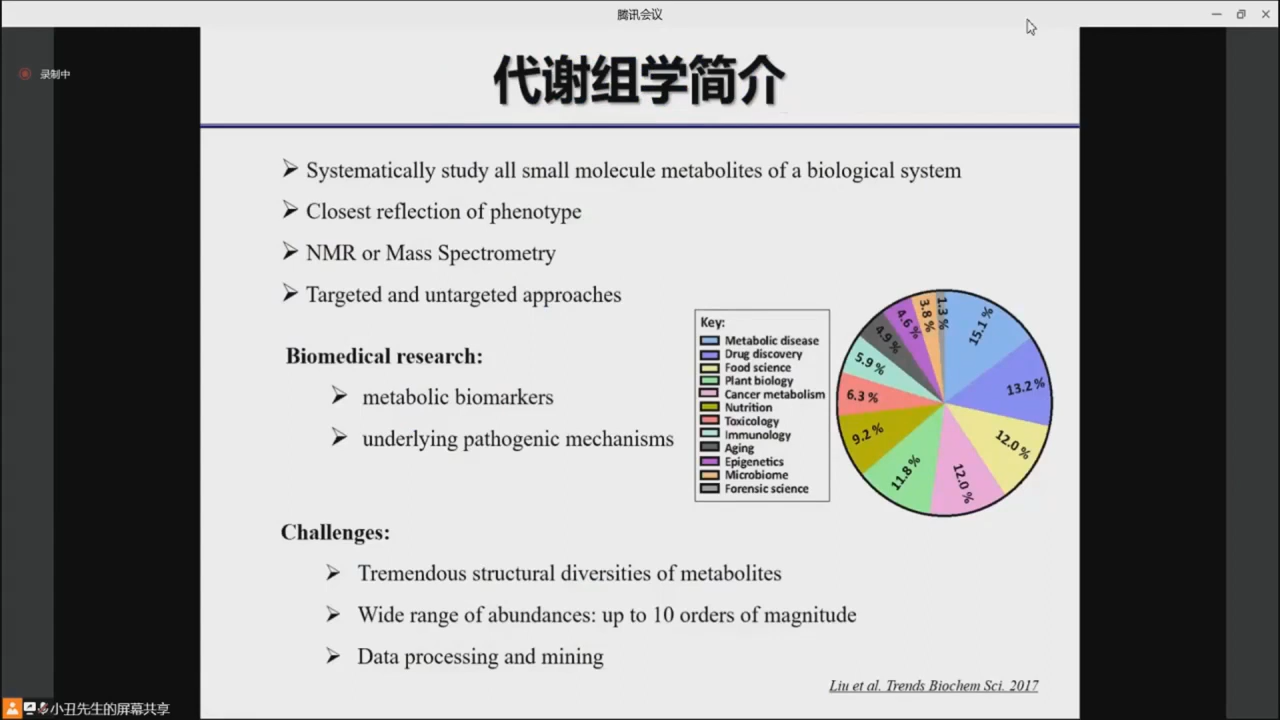 腾讯会议
录制中
代谢组学简介
➢ Systematically study all small molecule metabolites of a biological system
➢ Closest reflection of phenotype
➢ NMR or Mass Spectrometry
➢ Targeted and untargeted approaches
Biomedical research:
➢ metabolic biomarkers
➢ underlying pathogenic mechanisms
Key:
Metabolic disease
Drug discovery
Food science
Plant biology
Cancer metabolism
Nutrition
Toxicology
Immunology
Aging
Epigenetics
Microbiome
Forensic science
15.1 %
13.2 %
12.0 %
12.0 %
11.8 %
9.2 %
6.3 %
5.9 %
4.9 %
4.6 %
3.8 %
1.3 %
Challenges:
➢ Tremendous structural diversities of metabolites
➢ Wide range of abundances: up to 10 orders of magnitude
➢ Data processing and mining
Liu et al. Trends Biochem Sci. 2017
小丑先生的屏幕共享